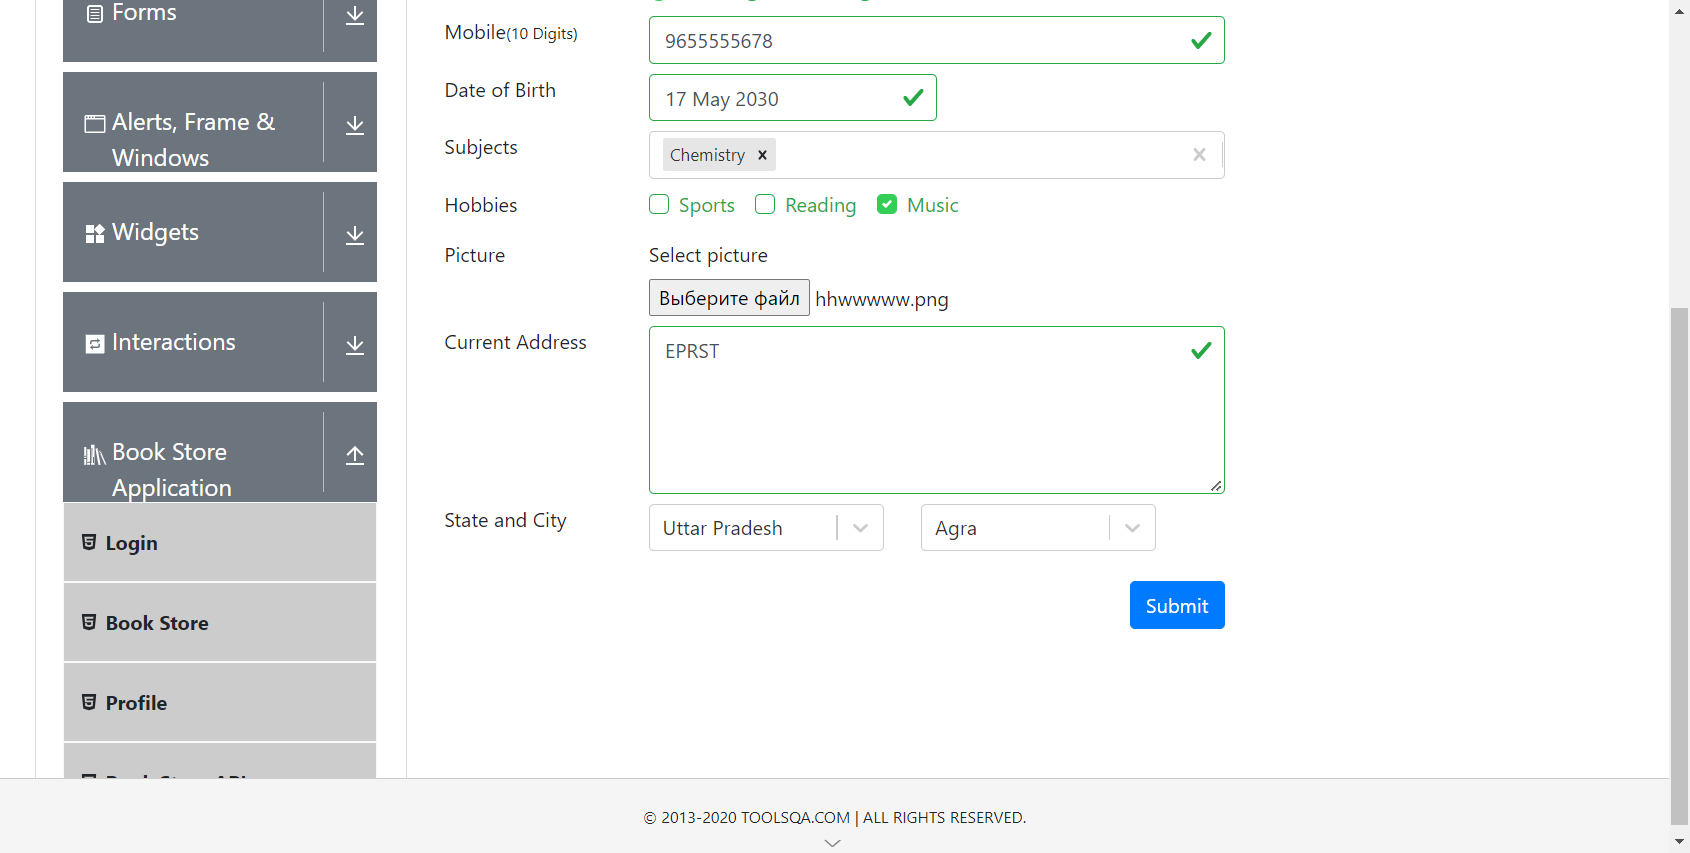 Forms
Alerts, Frame &
Windows
Widgets
Interactions
Book Store
Application
Login
Book Store
Profile
Mobile(10 Digits)
9655555678
Date of Birth
17 May 2030
Subjects
Chemistry
Hobbies
Sports Reading Music
Picture
Select picture
Выберите файл hhwwwww.png
Current Address
EPRST
State and City
Uttar Pradesh Agra
Submit
© 2013-2020 TOOLSQA.COM | ALL RIGHTS RESERVED.